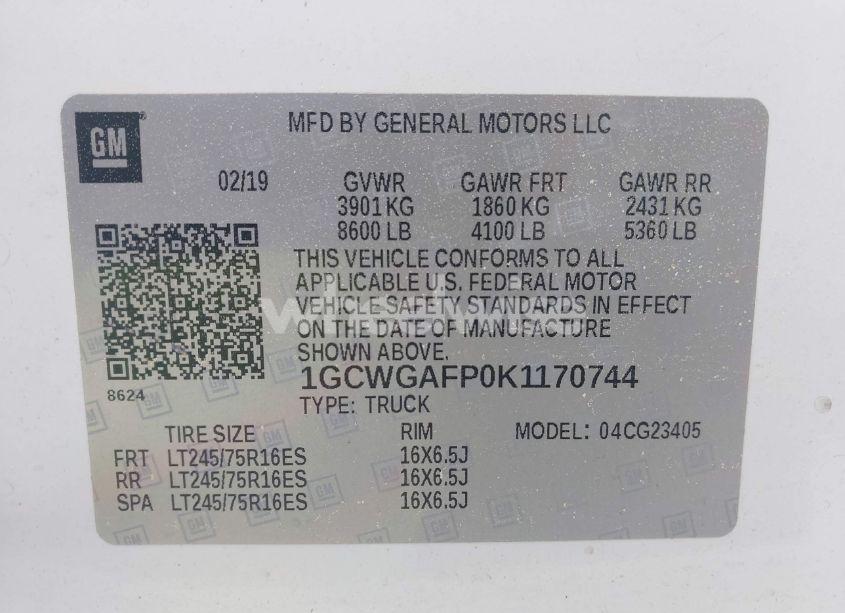 GM
MFD BY GENERAL MOTORS LLC
02/19 GVWR GAWR FRT GAWR RR
3901 KG 1860 KG 2431 KG
8600 LB 4100 LB 5360 LB
THIS VEHICLE CONFORMS TO ALL
APPLICABLE U.S. FEDERAL MOTOR
VEHICLE SAFETY STANDARDS IN EFFECT
ON THE DATE OF MANUFACTURE
SHOWN ABOVE.
8624
1GCWGAFP0K1170744
TYPE: TRUCK
TIRE SIZE RIM MODEL: 04CG23405
FRT LT245/75R16ES 16X6.5J
RR LT245/75R16ES 16X6.5J
SPA LT245/75R16ES 16X6.5J